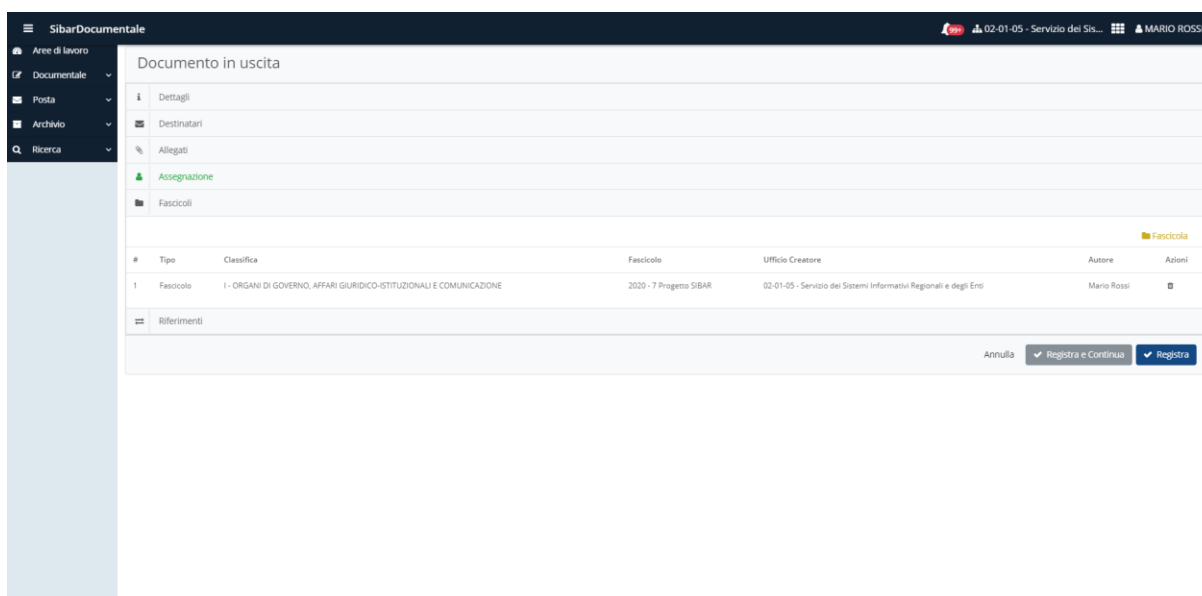 SibarDocumentale
99+ 02-01-05 - Servizio dei Sis... MARIO ROSSI
Aree di lavoro
Documentale
Posta
Archivio
Ricerca
Documento in uscita
Dettagli
Destinatari
Allegati
Assegnazione
Fascicoli
Fascicola
# Tipo Classifica Fascicolo Ufficio Creatore Autore Azioni
1 Fascicolo I - ORGANI DI GOVERNO, AFFARI GIURIDICO-ISTITUZIONALI E COMUNICAZIONE 2020 - 7 Progetto SIBAR 02-01-05 - Servizio dei Sistemi Informativi Regionali e degli Enti Mario Rossi
Riferimenti
Annulla Registra e Continua Registra